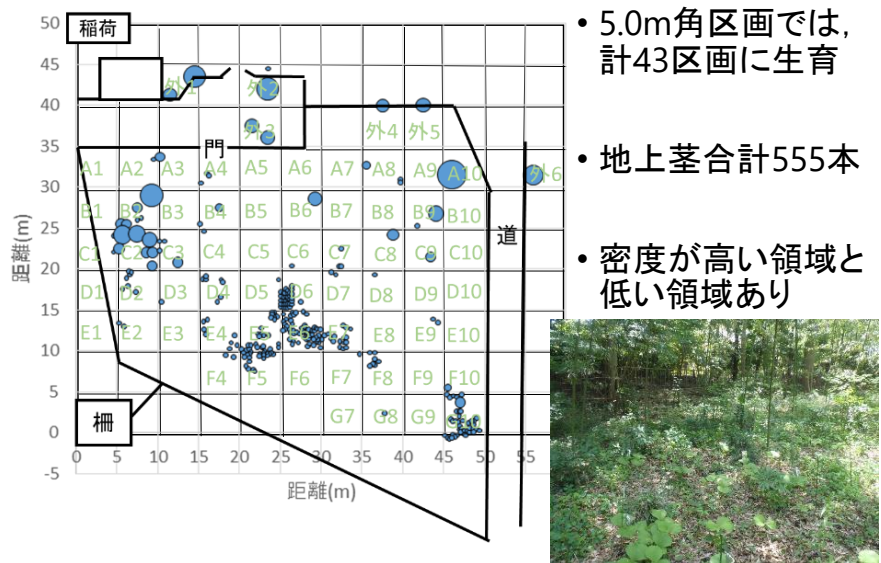 50
稲荷
45
外1
外2
40
外3
外4
外5
35
門
A1
A2
A3
A4
A5
A6
A7
A8
A9
A10
外6
30
B1
B2
B3
B4
B5
B6
B7
B8
B9
B10
道
25
C1
C2
C3
C4
C5
C6
C7
C8
C9
C10
距離(m)
20
D1
D2
D3
D4
D5
D6
D7
D8
D9
D10
15
E1
E2
E3
E4
E5
E6
E7
E8
E9
E10
10
F4
F5
F6
F7
F8
F9
F10
5
柵
G7
G8
G9
G10
0
-5
0
5
10
15
20
25
30
35
40
45
50
55
距離(m)
• 5.0m角区画では,
計43区画に生育
• 地上茎合計555本
• 密度が高い領域と
低い領域あり